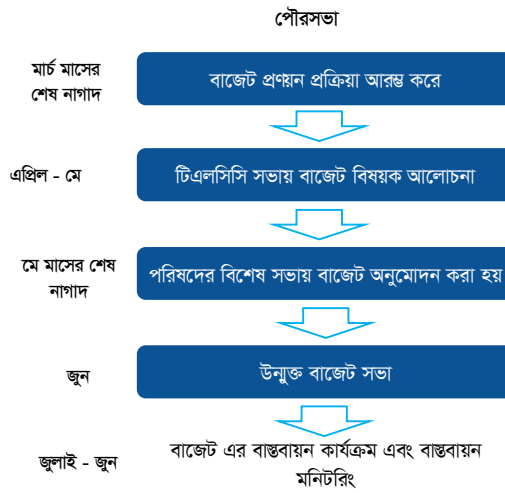 পৌরসভা
মার্চ মাসের
শেষ নাগাদ
বাজেট প্রণয়ন প্রক্রিয়া আরম্ভ করে
এপ্রিল - মে
টিএলসিসি সভায় বাজেট বিষয়ক আলোচনা
মে মাসের শেষ
নাগাদ
পরিষদের বিশেষ সভায় বাজেট অনুমোদন করা হয়
জুন
উন্মুক্ত বাজেট সভা
জুলাই - জুন
বাজেট এর বাস্তবায়ন কার্যক্রম এবং বাস্তবায়ন
মনিটরিং